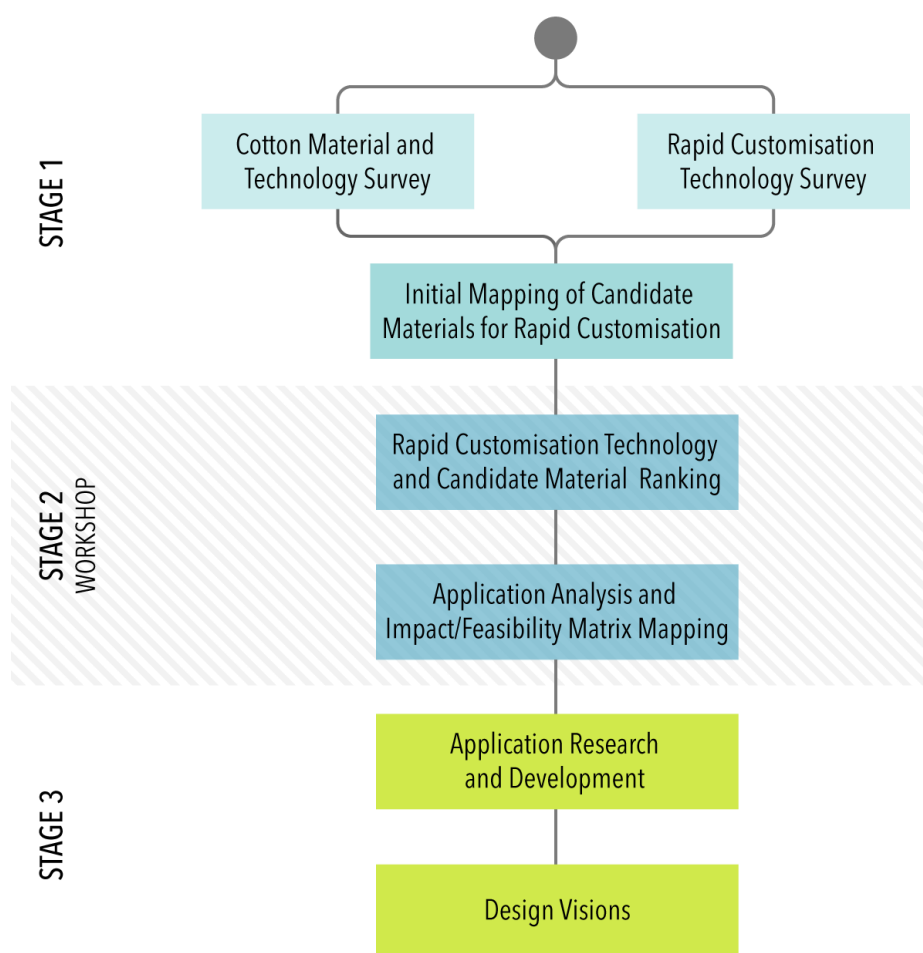 STAGE 1
Cotton Material and
Technology Survey
Rapid Customisation
Technology Survey
Initial Mapping of Candidate
Materials for Rapid Customisation
STAGE 2
WORKSHOP
Rapid Customisation Technology
and Candidate Material Ranking
Application Analysis and
Impact/Feasibility Matrix Mapping
STAGE 3
Application Research
and Development
Design Visions